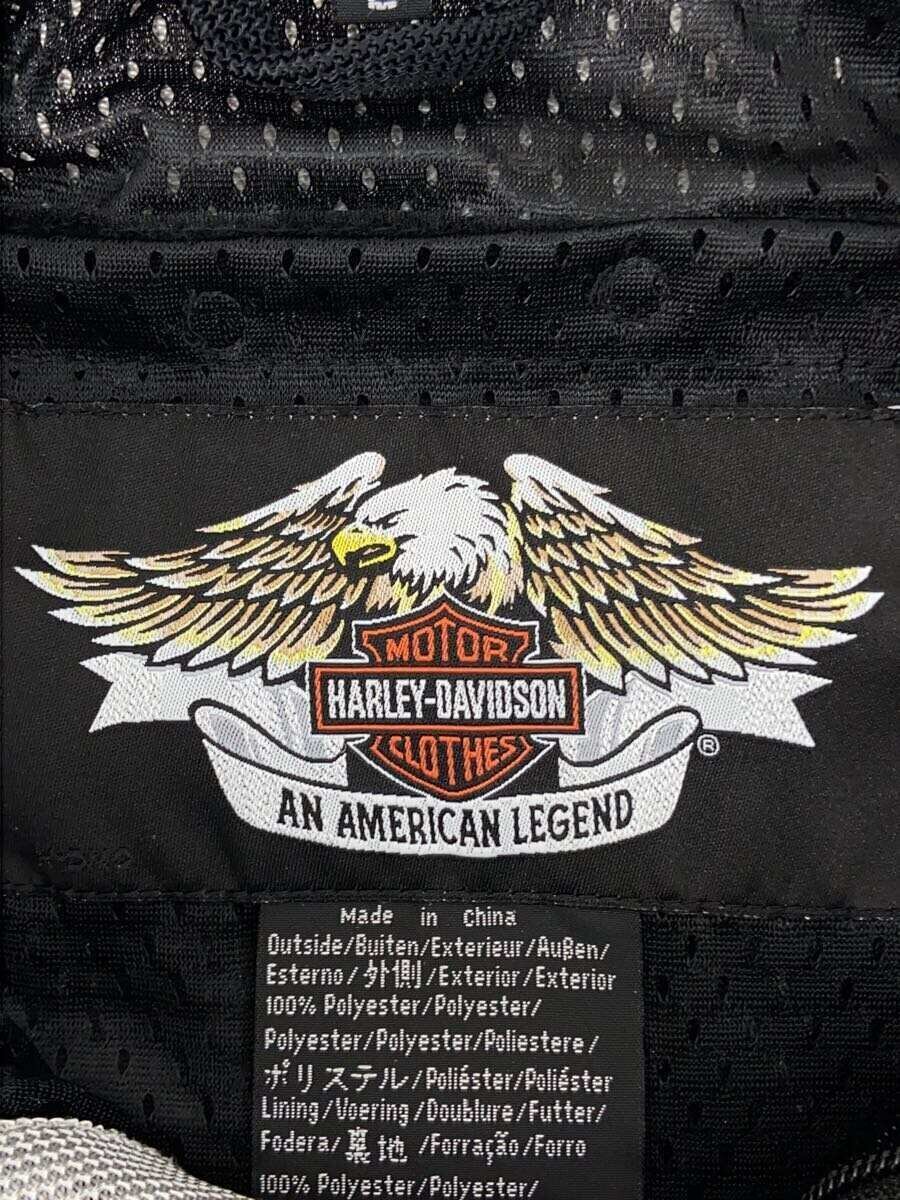 M
MOTOR
HARLEY-DAVIDSON
CLOTHES
®
AN AMERICAN LEGEND
Made in China
Outside/Buiten/Exterieur/Außen/
Esterno/外側/Exterior/Exterior
100% Polyester/Polyester/
Polyester/Polyester/Poliestere/
ポリステル/Poliéster/Poliéster
Lining/Voering/Doublure/Futter/
Fodera/裏地/Forração/Forro
100% Polyester/Polyester/